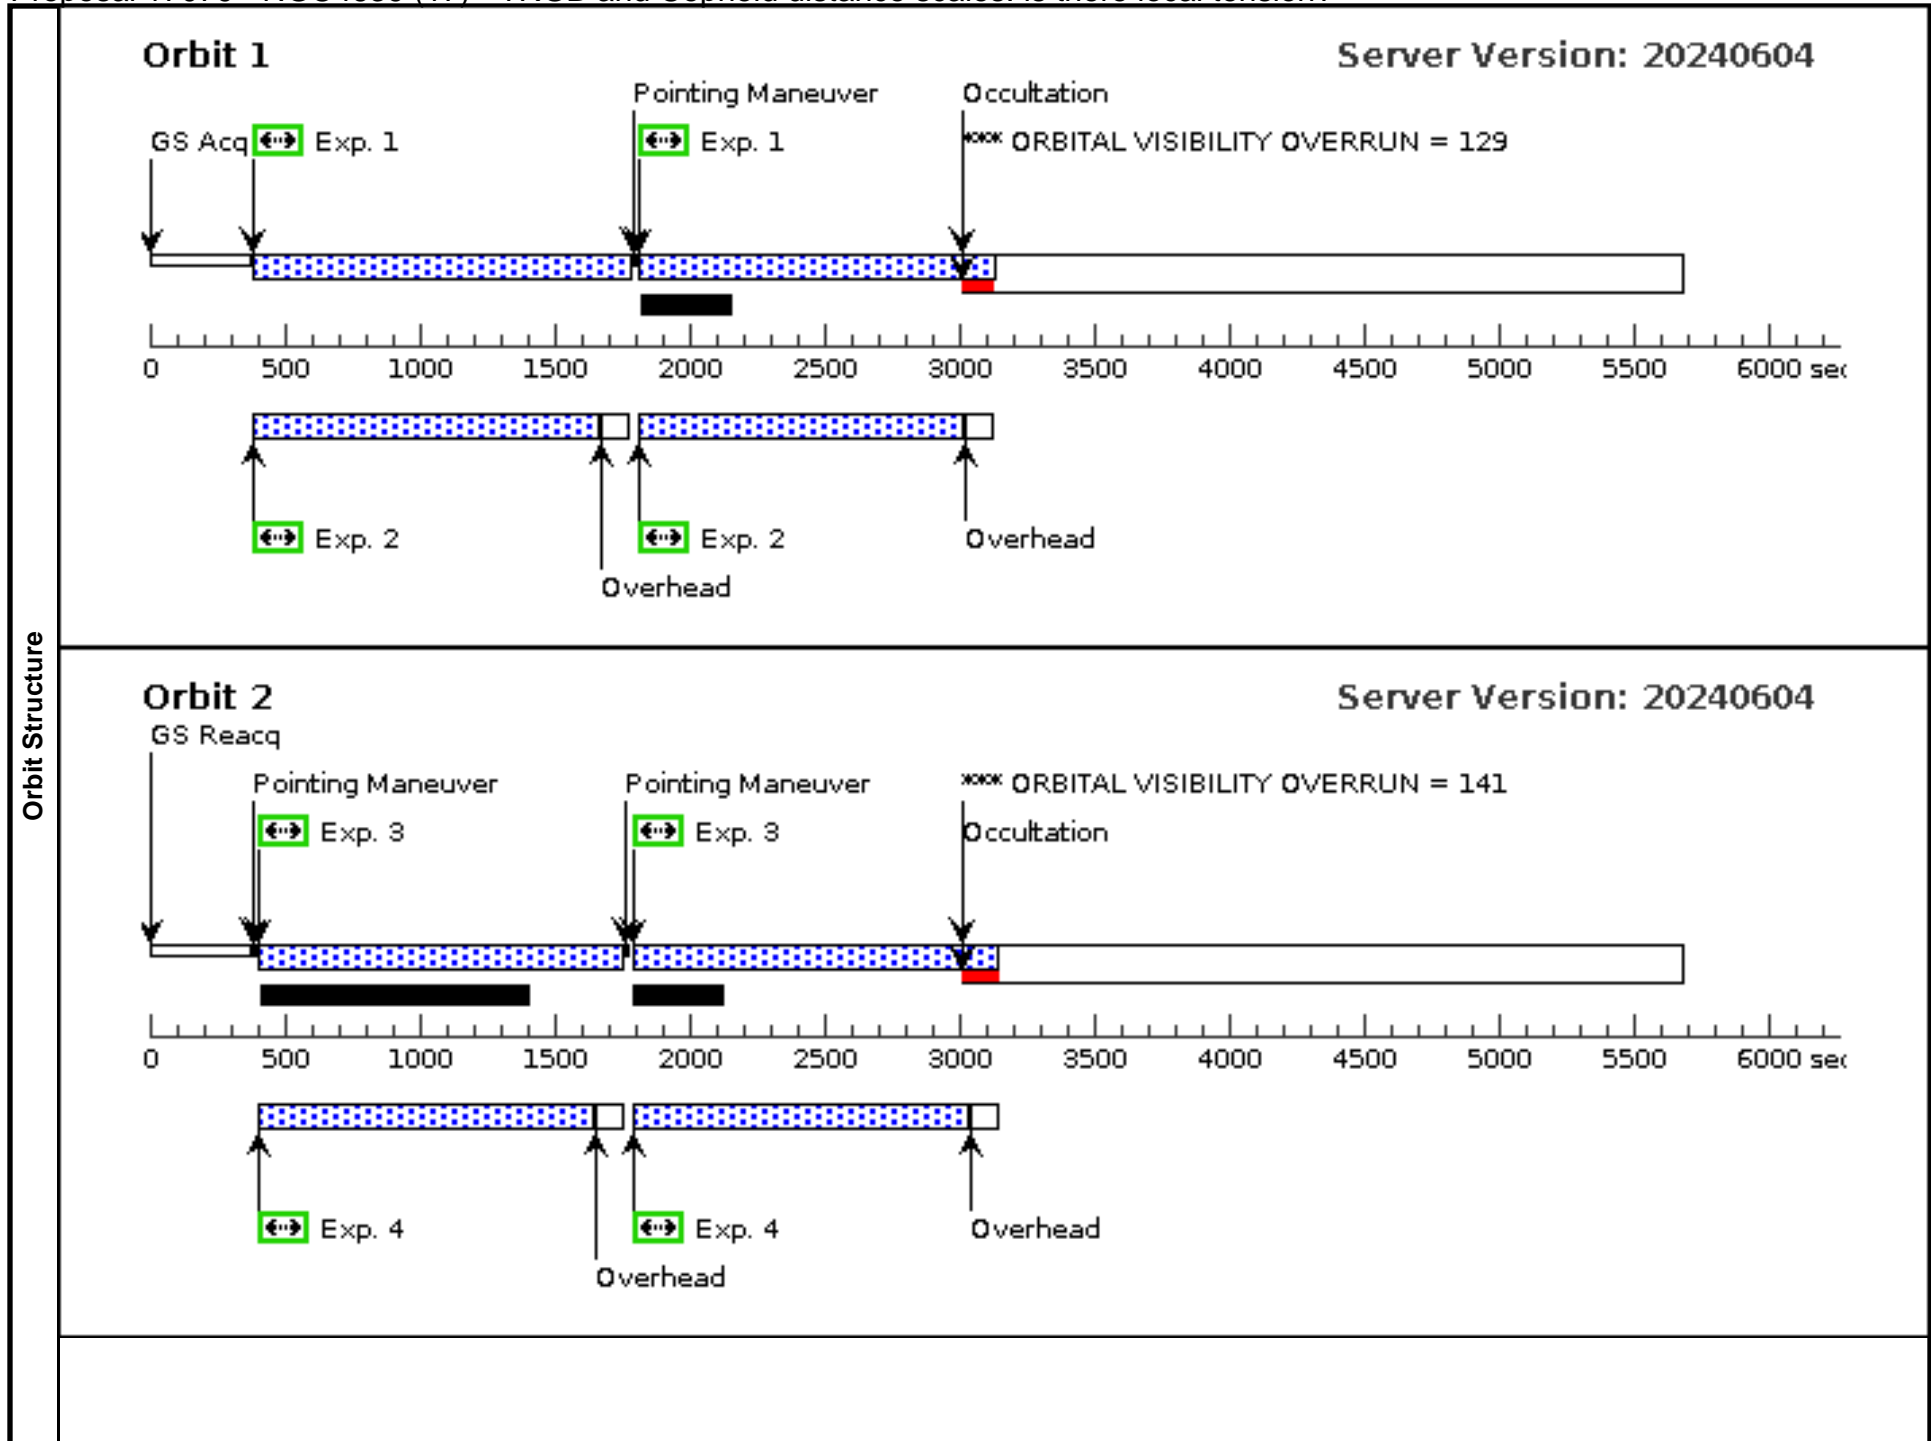 Orbit Structure
Orbit 1
Server Version: 20240604
Pointing Maneuver
Occultation
GS Acq
Exp. 1
Exp. 1
**** ORBITAL VISIBILITY OVERRUN = 129
0 500 1000 1500 2000 2500 3000 3500 4000 4500 5000 5500 6000
Exp. 2
Exp. 2
Overhead
Overhead
Orbit 2
Server Version: 20240604
GS Reacq
Pointing Maneuver
Pointing Maneuver
**** ORBITAL VISIBILITY OVERRUN = 141
Exp. 3
Exp. 3
Occultation
0 500 1000 1500 2000 2500 3000 3500 4000 4500 5000 5500 6000
Exp. 4
Exp. 4
Overhead
Overhead